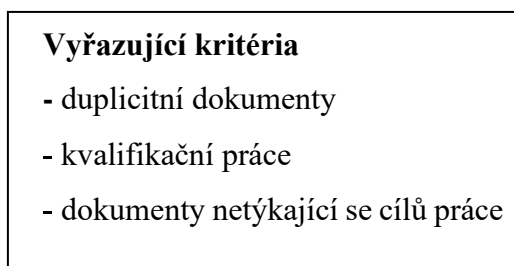 Vyřazující kritéria
- duplicitní dokumenty
- kvalifikační práce
- dokumenty netýkající se cílů práce